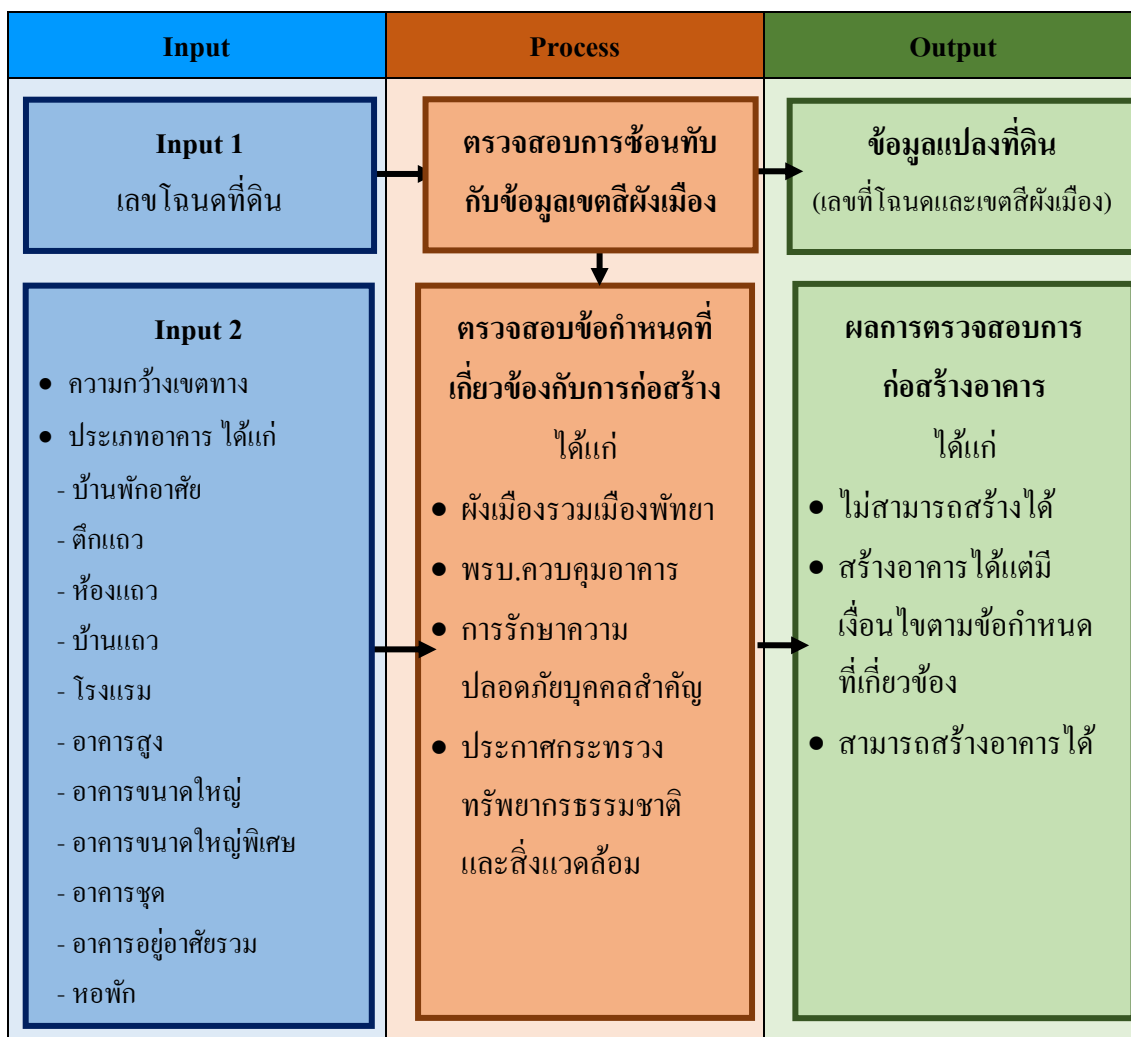 Input
Process
Output
Input 1
เลขโฉนดที่ดิน
ตรวจสอบการซ้อนทับ
กับข้อมูลเขตสีผังเมือง
ข้อมูลแปลงที่ดิน
(เลขที่โฉนดและเขตสีผังเมือง)
Input 2
● ความกว้างเขตทาง
● ประเภทอาคาร ได้แก่
- บ้านพักอาศัย
- ตึกแถว
- ห้องแถว
- บ้านแถว
- โรงแรม
- อาคารสูง
- อาคารขนาดใหญ่
- อาคารขนาดใหญ่พิเศษ
- อาคารชุด
- อาคารอยู่อาศัยรวม
- หอพัก
ตรวจสอบข้อกำหนดที่
เกี่ยวข้องกับการก่อสร้าง
ได้แก่
● ผังเมืองรวมเมืองพัทยา
● พรบ.ควบคุมอาคาร
● การรักษาความ
ปลอดภัยบุคคลสำคัญ
● ประกาศกระทรวง
ทรัพยากรธรรมชาติ
และสิ่งแวดล้อม
ผลการตรวจสอบการ
ก่อสร้างอาคาร
ได้แก่
● ไม่สามารถสร้างได้
● สร้างอาคารได้แต่มี
เงื่อนไขตามข้อกำหนด
ที่เกี่ยวข้อง
● สามารถสร้างอาคารได้